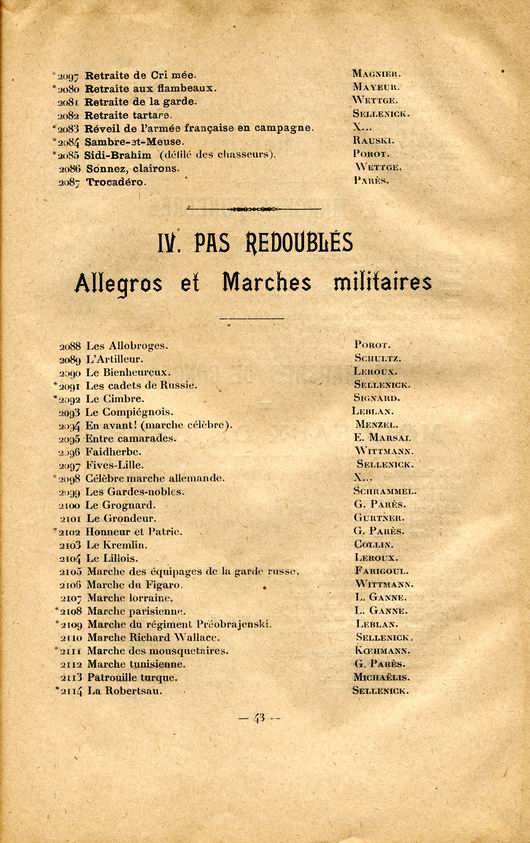 *2097 Retraite de Cri mée. MAGNIER.
*2080 Retraite aux flambeaux. MAYEUR.
2081 Retraite de la garde. WETTGE.
2082 Retraite tartare. SELLENICK.
*2083 Réveil de l'armée française en campagne. X...
*2084 Sambre-et-Meuse. RAUSKI.
*2085 Sidi-Brahim (défilé des chasseurs). POROT.
2086 Sonnez, clairons. WETTGE.
2087 Trocadéro. PARÈS.
IV. PAS REDOUBLÉS
Allegros et Marches militaires
2088 Les Allobroges. POROT.
2089 L'Artilleur. SCHULTZ.
2090 Le Bienheureux. LEROUX.
*2091 Les cadets de Russie. SELLENICK.
*2092 Le Cimbre. SIGNARD.
2093 Le Compiégnois. LEBLAN.
2094 En avant! (marche célèbre). MENZEL.
2095 Entre camarades. E. MARSAL
2096 Faidherbe. WITTMANN.
2097 Fives-Lille. SELLENICK.
*2098 Célèbre marche allemande. X...
2099 Les Gardes-nobles. SCHRAMMEL.
2100 Le Grognard. G. PARÈS.
2101 Le Grondeur. GURTNER.
*2102 Honneur et Patrie. G. PARÈS.
2103 Le Kremlin. COLLIN.
2104 Le Lillois. LEROUX.
2105 Marche des équipages de la garde russe. FARIGOUL.
2106 Marche du Figaro. WITTMANN.
2107 Marche lorraine. L. GANNE.
*2108 Marche parisienne. L. GANNE.
*2109 Marche du régiment Préobrajenski. LEBLAN.
2110 Marche Richard Wallace. SELLENICK.
*2111 Marche des mousquetaires. KŒHMANN.
2112 Marche tunisienne. G. PARÈS.
2113 Patrouille turque. MICHAËLIS.
*2114 La Robertsau. SELLENICK.
— 43 —